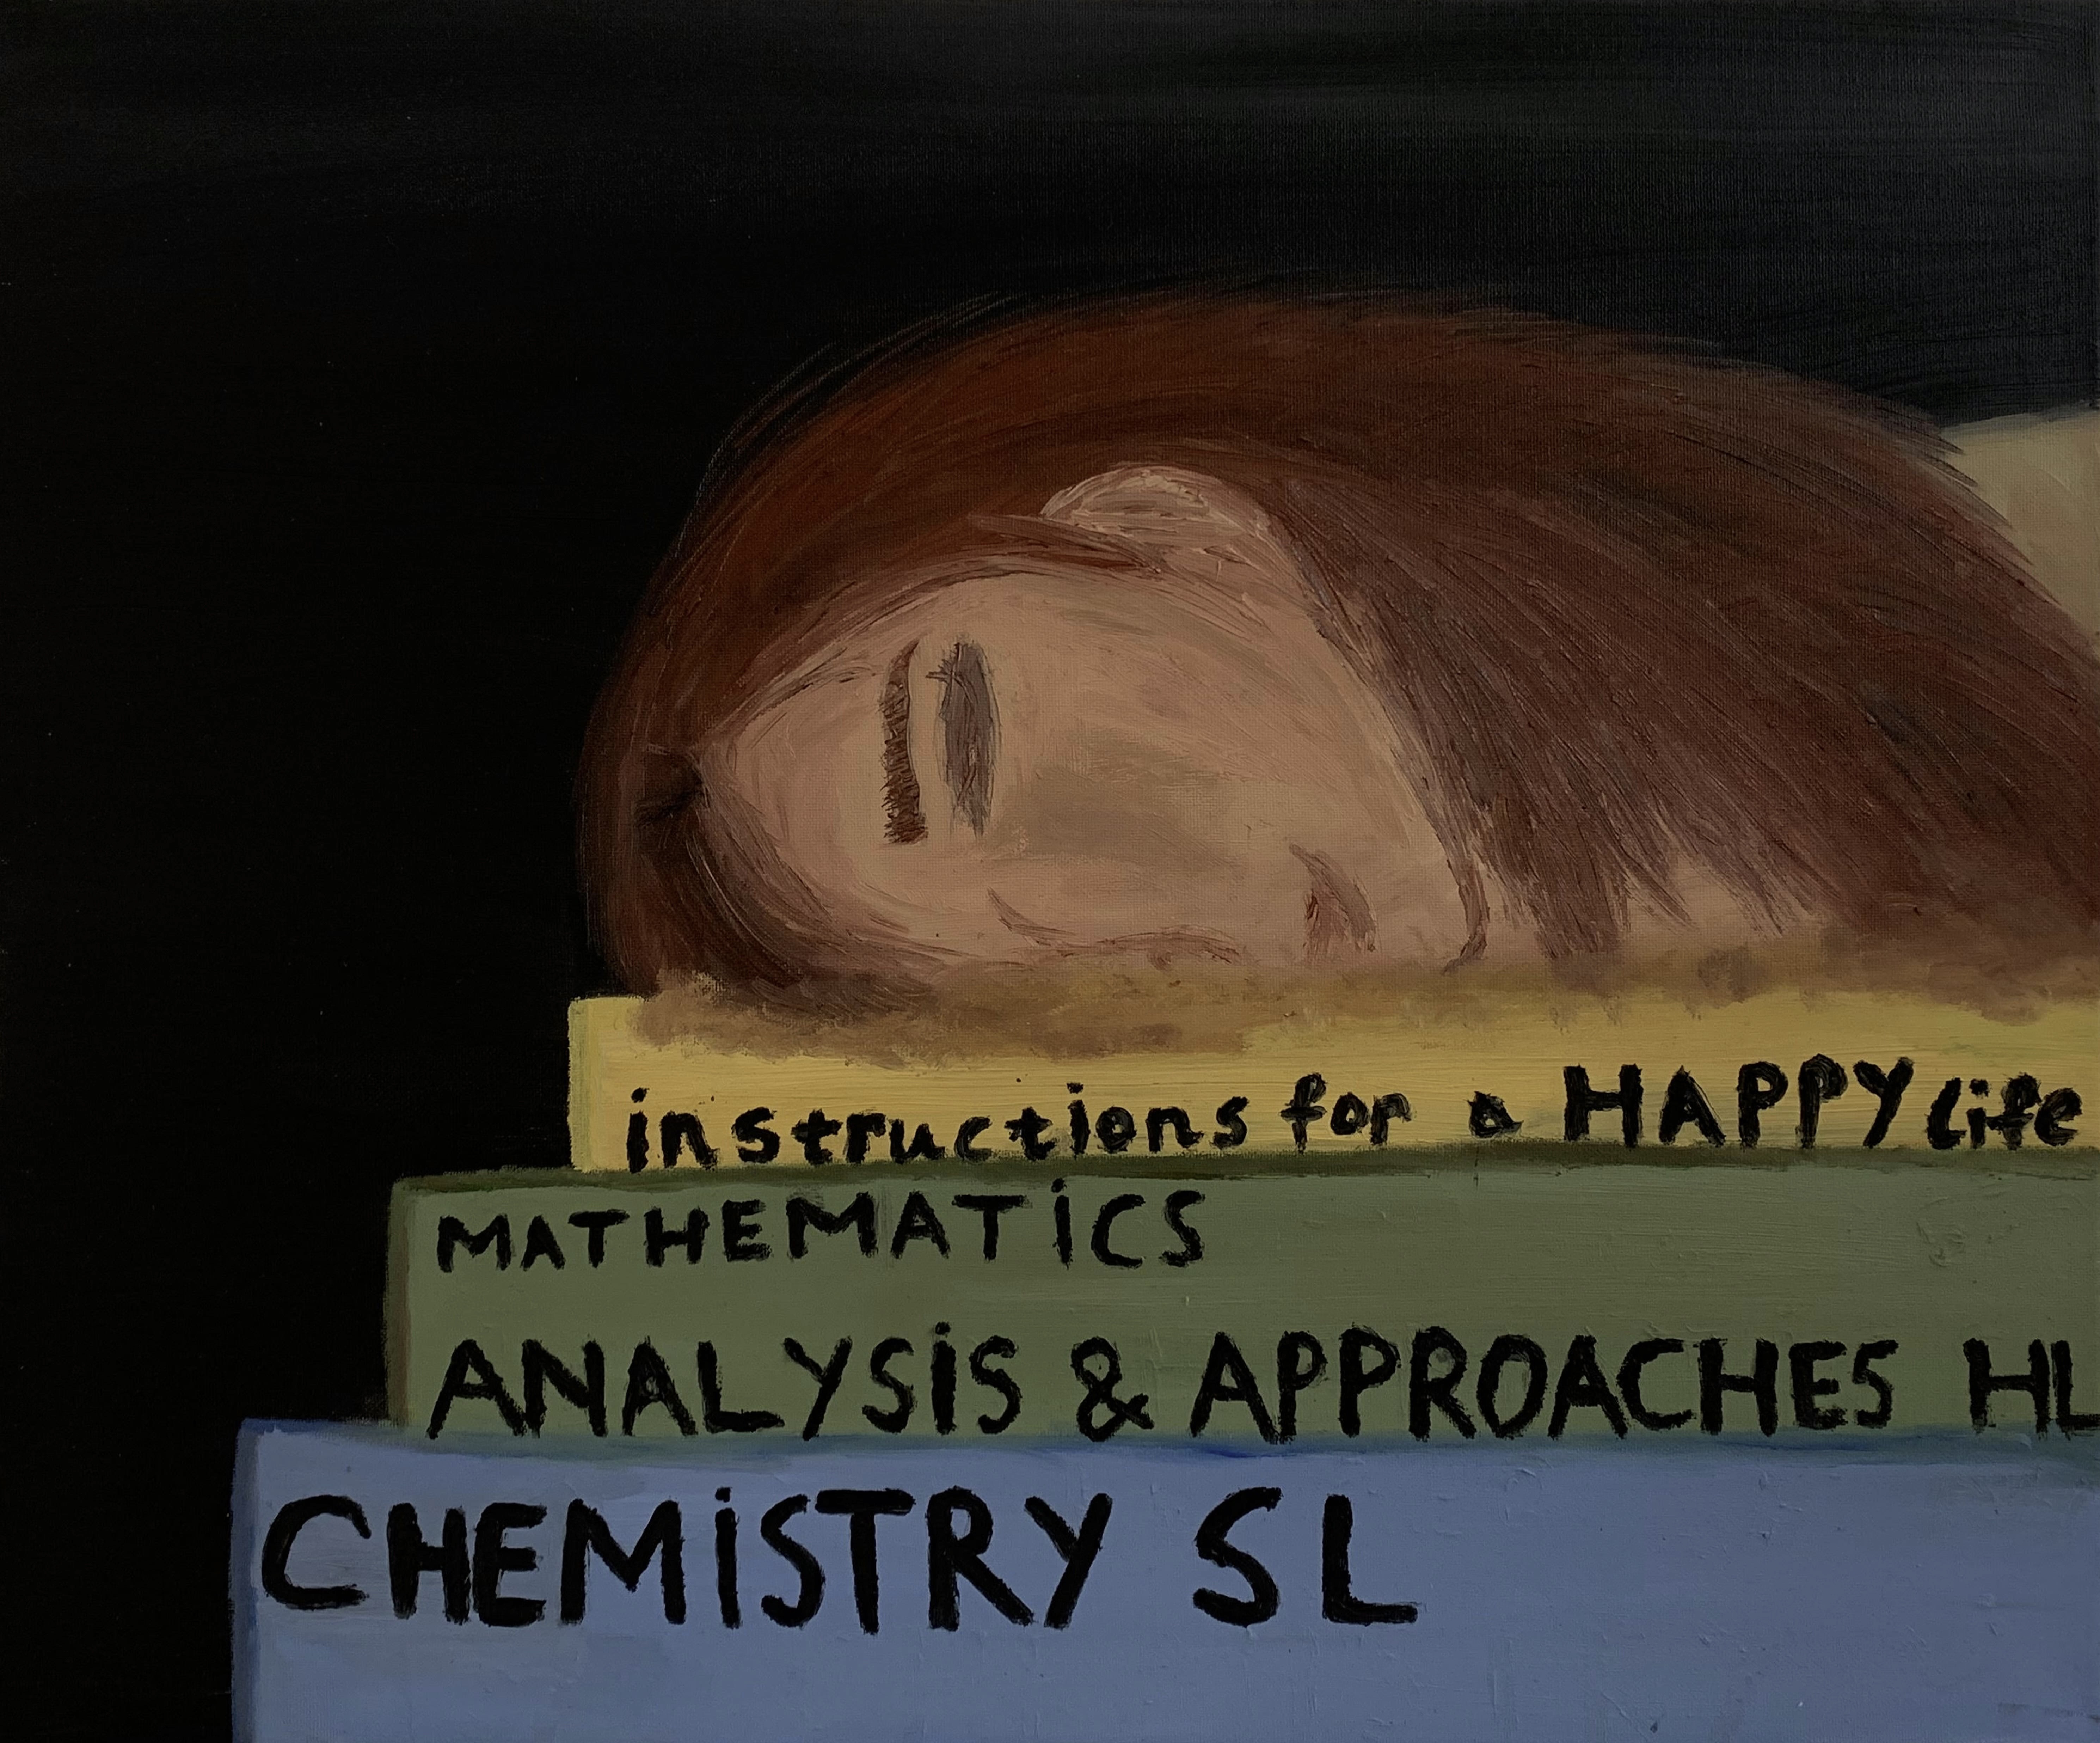 instructions for a HAPPY life
MATHEMATiCS
ANALYSiS & APPROACHES HL
CHEMiSTRY SL